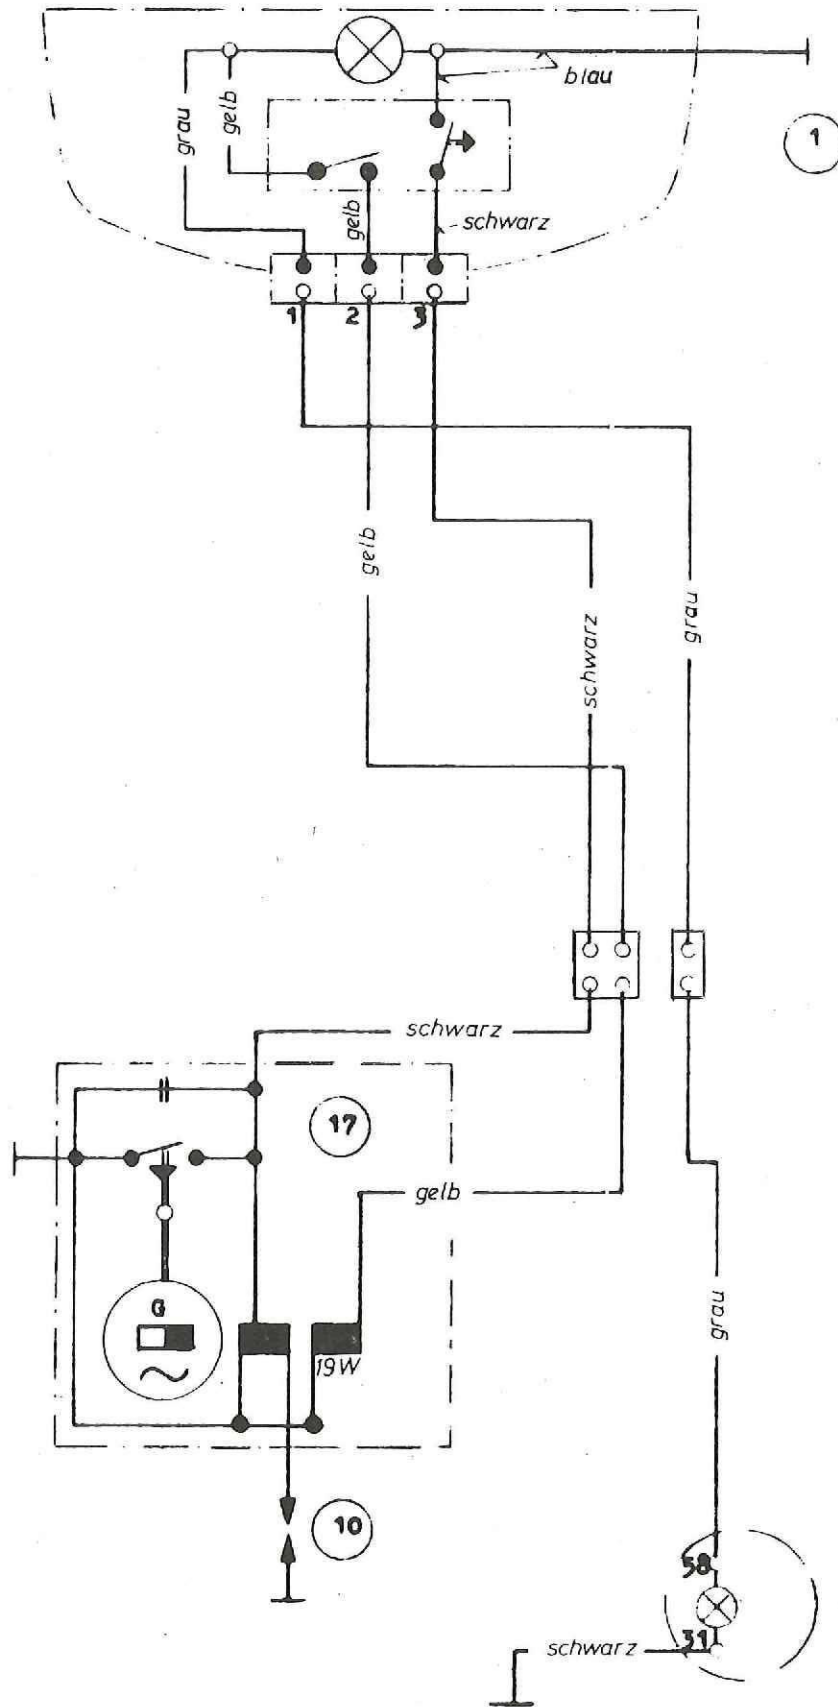 blau
grau
gelb
1
gelb
schwarz
1 2 3
gelb
schwarz
grau
schwarz
17
gelb
G
19W
grau
10
58
31
schwarz